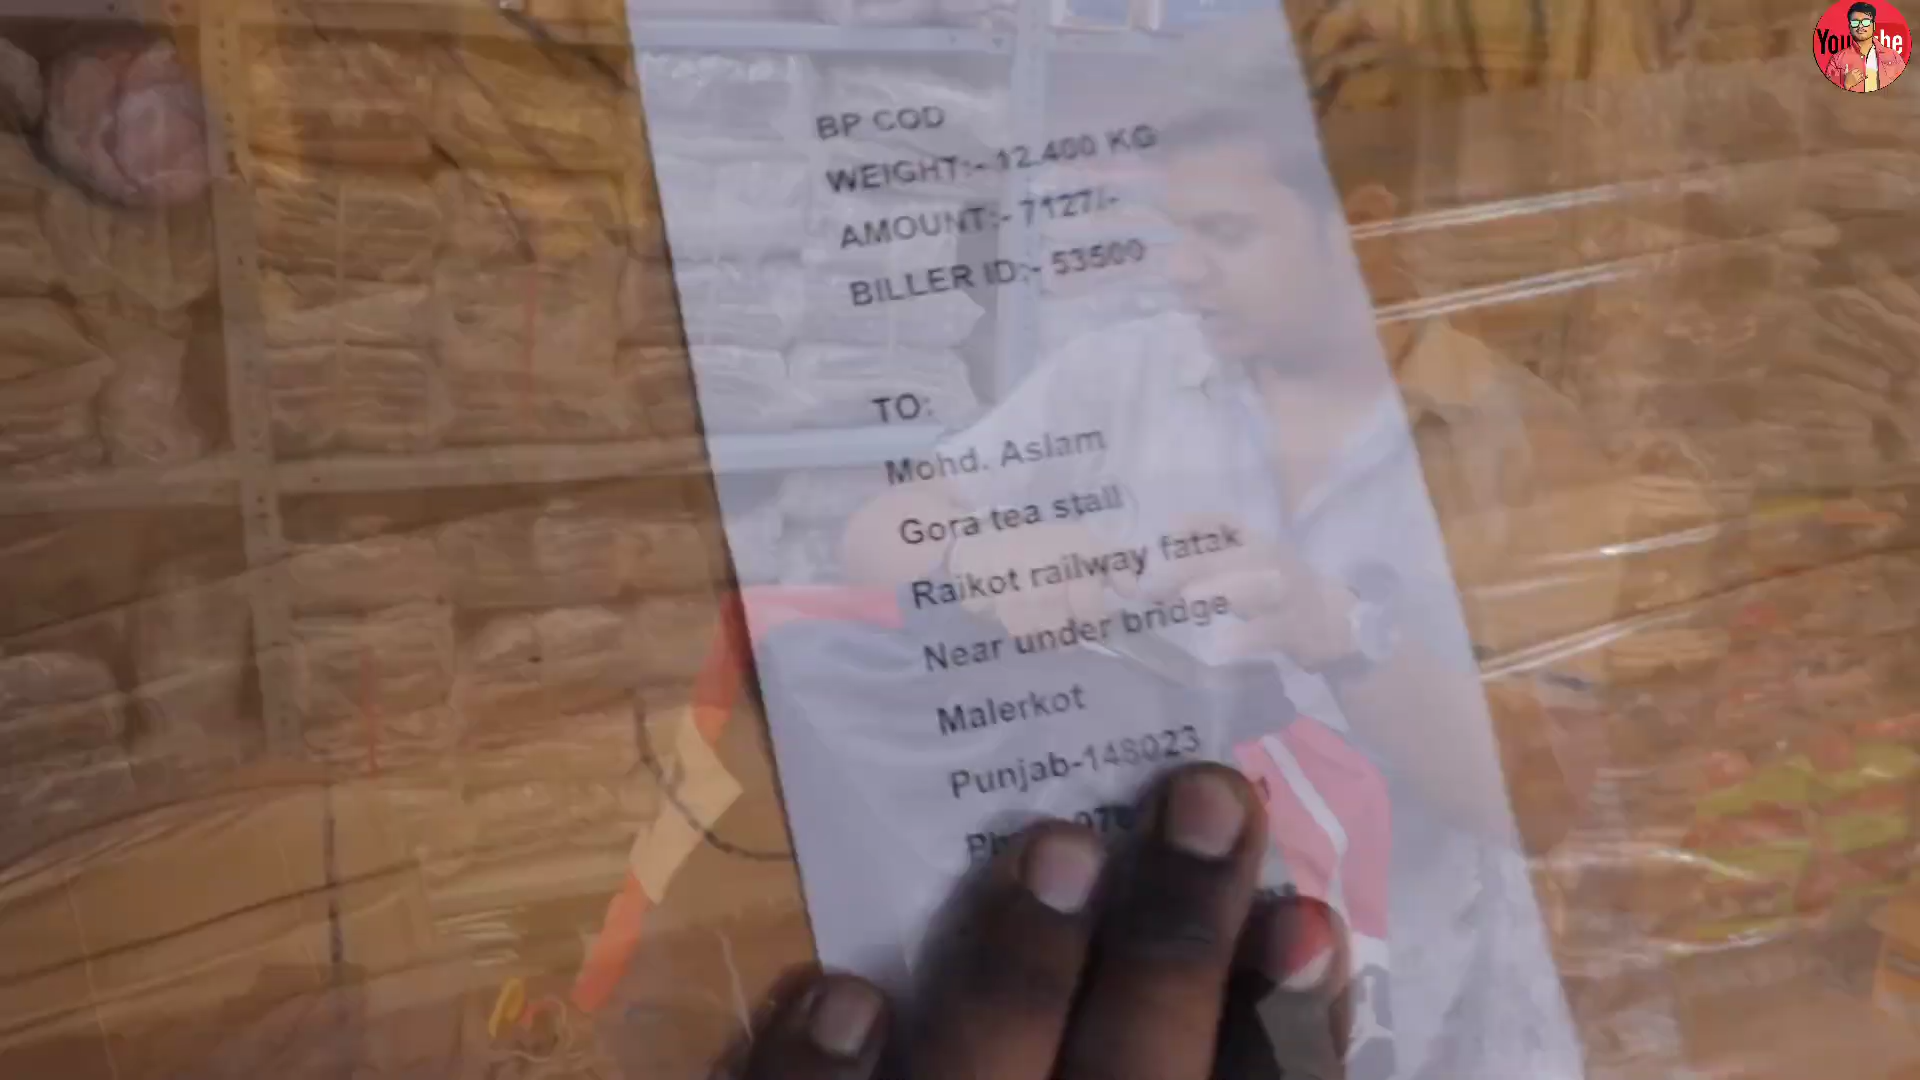 BP COD
WEIGHT:- 12.400 KG
AMOUNT:- 7127/-
BILLER ID:- 53500
TO:
Mohd. Aslam
Gora tea stall
Raikot railway fatak
Near under bridge
Malerkot
Punjab-148023